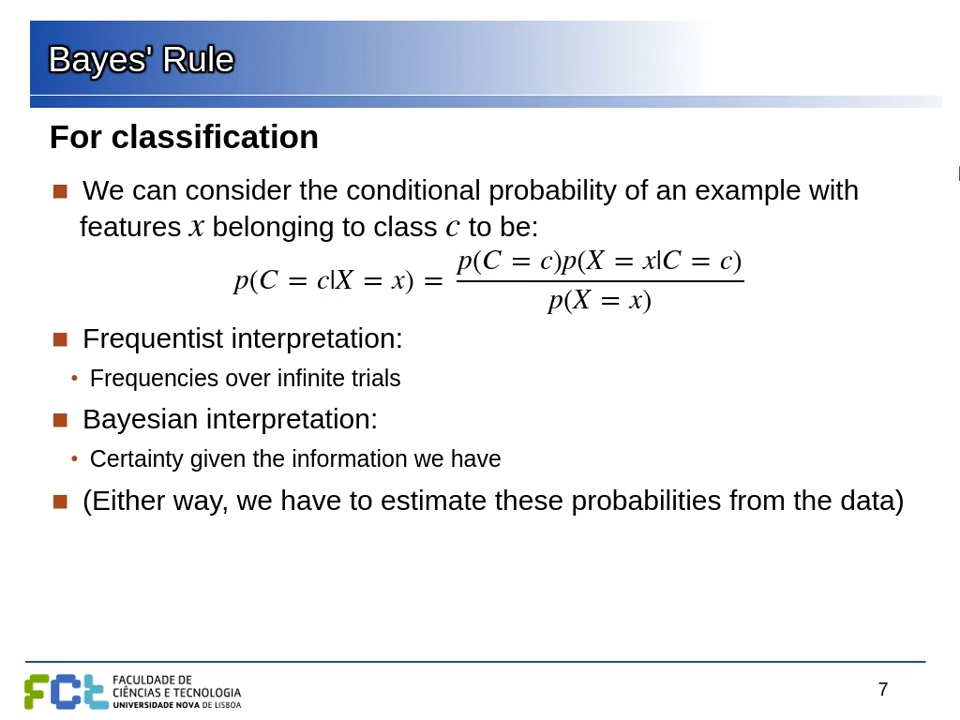 Bayes' Rule
For classification
We can consider the conditional probability of an example with
features x belonging to class c to be:
p(C = c|X = x) = p(C = c)p(X = x|C = c)
p(X = x)
Frequentist interpretation:
• Frequencies over infinite trials
Bayesian interpretation:
• Certainty given the information we have
(Either way, we have to estimate these probabilities from the data)
FCt
FACULDADE DE
CIÊNCIAS E TECNOLOGIA
UNIVERSIDADE NOVA DE LISBOA
7